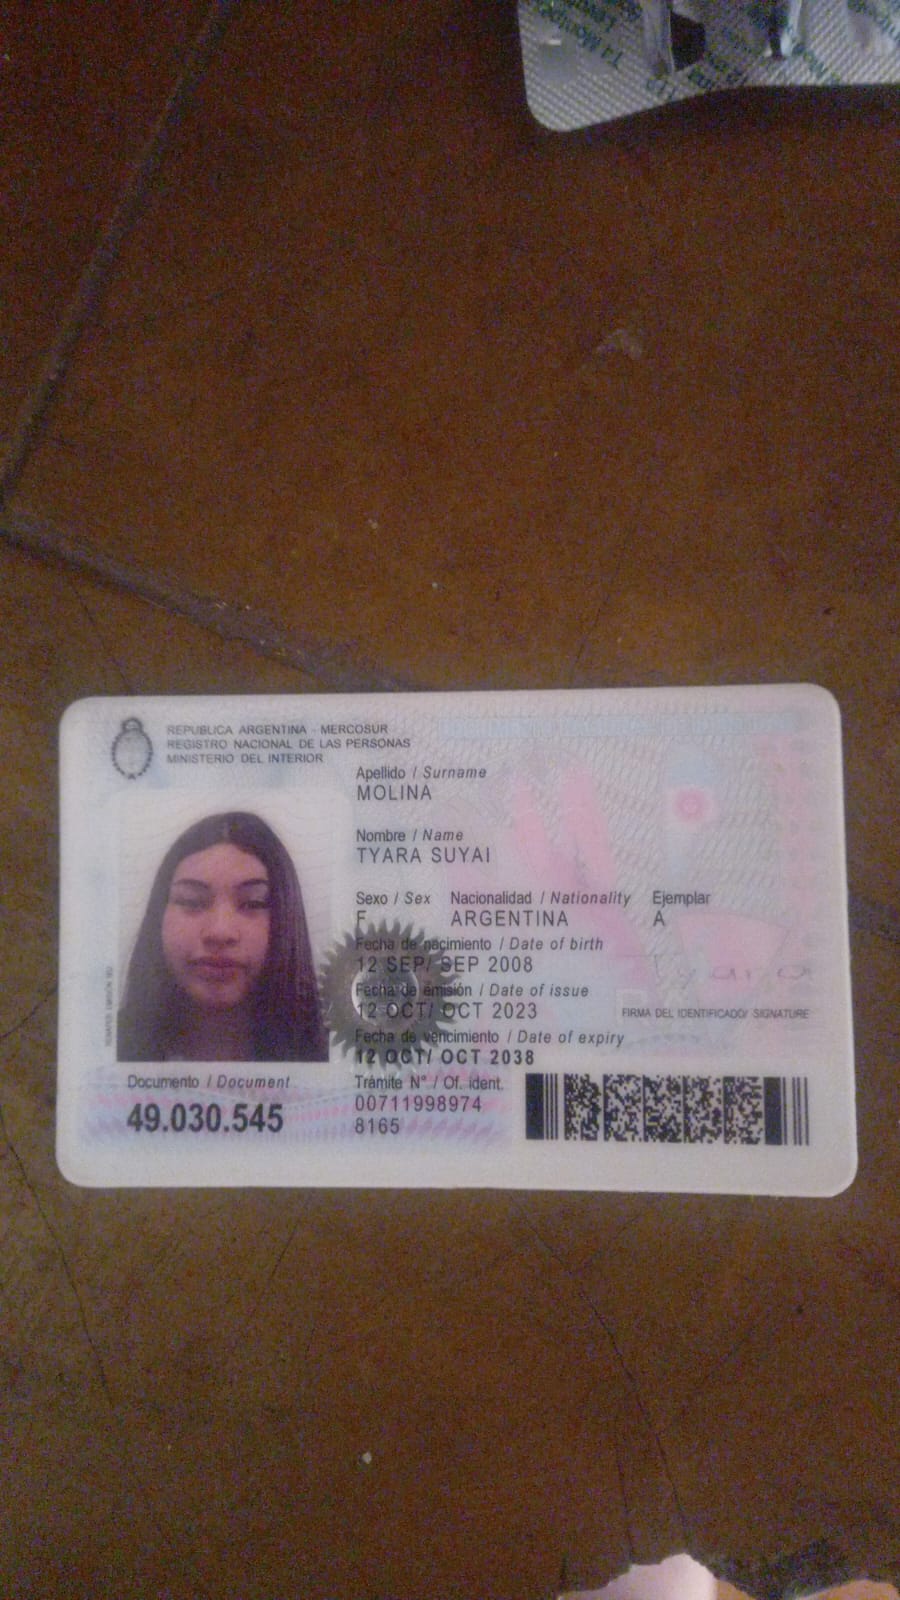 REPUBLICA ARGENTINA - MERCOSUR
REGISTRO NACIONAL DE LAS PERSONAS
MINISTERIO DEL INTERIOR
Apellido / Surname
MOLINA
Nombre / Name
TYARA SUYAI
Sexo / Sex Nacionalidad / Nationality Ejemplar
F ARGENTINA A
Fecha de nacimiento / Date of birth
12 SEP/ SEP 2008
Fecha de emisión / Date of issue
12 OCT/ OCT 2023
FIRMA DEL IDENTIFICADO/ SIGNATURE
Fecha de vencimiento / Date of expiry
12 OCT/ OCT 2038
Documento / Document
49.030.545
Trámite N° / Of. ident.
00711998974
8165